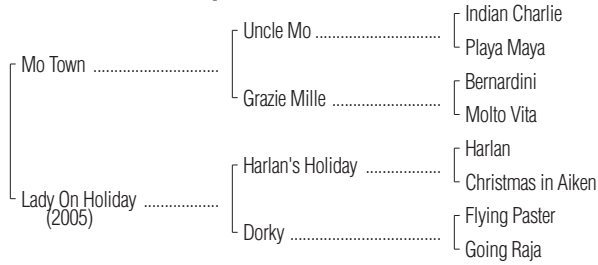 Indian Charlie
Uncle Mo ................................
Playa Maya
Mo Town ................................
Bernardini
Grazie Mille ............................
Molto Vita
Harlan
Harlan's Holiday ...................
Christmas in Aiken
Lady On Holiday ...................
(2005)
Flying Paster
Dorky ......................................
Going Raja